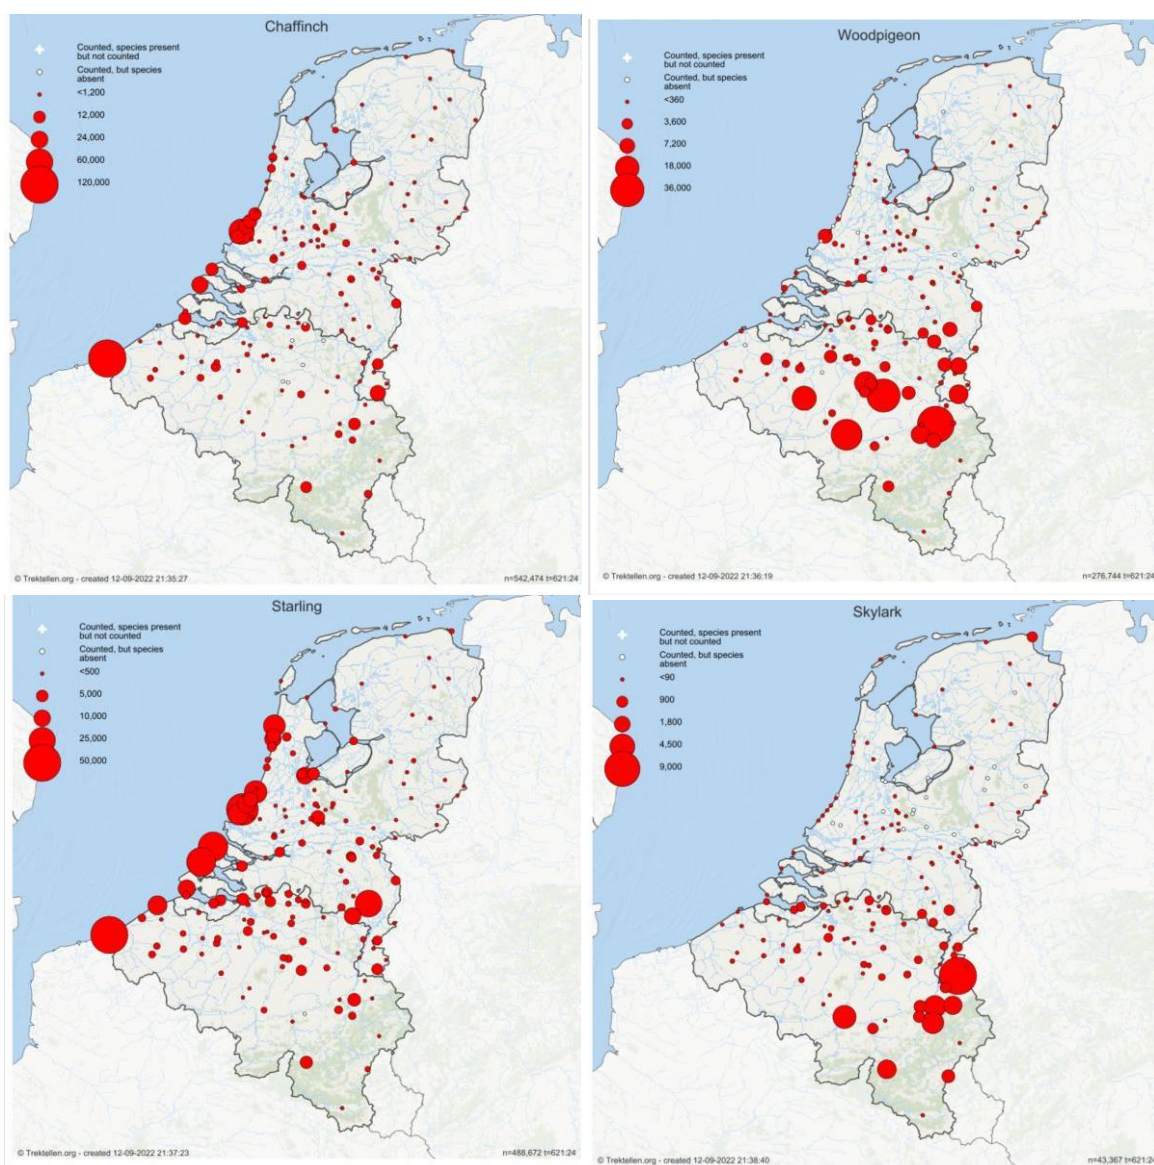 Chaffinch
Counted, species present
but not counted
Counted, but species
absent
<1,200
12,000
24,000
60,000
120,000
© Trektellen.org - created 12-09-2022 21:35:27
n=542,474 t=621:24
Woodpigeon
Counted, species present
but not counted
Counted, but species
absent
<360
3,600
7,200
18,000
36,000
© Trektellen.org - created 12-09-2022 21:36:19
n=276,744 t=621:24
Starling
Counted, species present
but not counted
Counted, but species
absent
<500
5,000
10,000
25,000
50,000
© Trektellen.org - created 12-09-2022 21:37:23
n=488,672 t=621:24
Skylark
Counted, species present
but not counted
Counted, but species
absent
<90
900
1,800
4,500
9,000
© Trektellen.org - created 12-09-2022 21:38:40
n=43,367 t=621:24